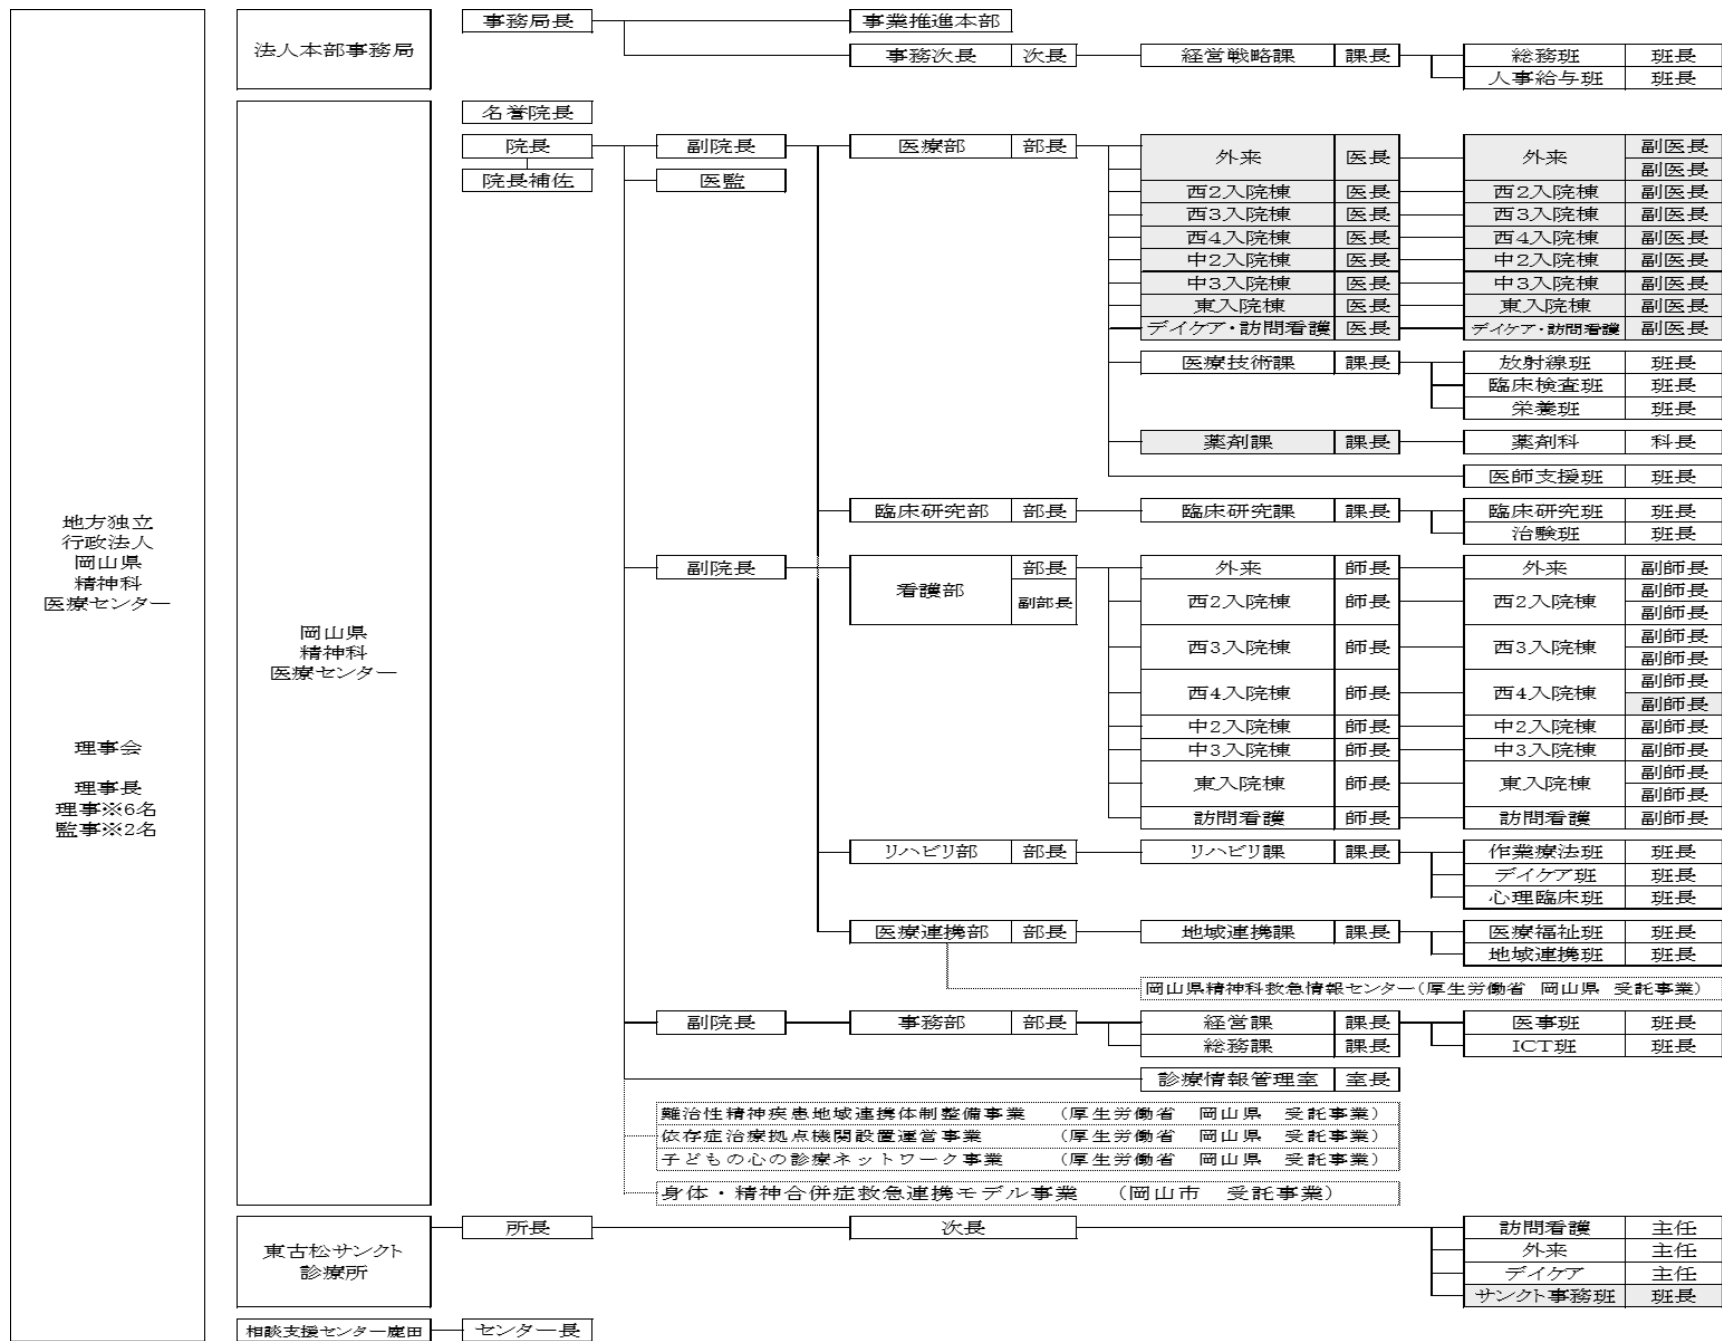 地方独立
行政法人
岡山県
精神科
医療センター
理事会
理事長
理事※6名
監事※2名
法人本部事務局
事務局長
事業推進本部
事務次長 次長 経営戦略課 課長 総務班 班長
人事給与班 班長
岡山県
精神科
医療センター
名誉院長
院長 副院長 医療部 部長 外来 医長 外来 副医長
副医長
院長補佐 医監
西2入院棟 医長 西2入院棟 副医長
西3入院棟 医長 西3入院棟 副医長
西4入院棟 医長 西4入院棟 副医長
中2入院棟 医長 中2入院棟 副医長
中3入院棟 医長 中3入院棟 副医長
東入院棟 医長 東入院棟 副医長
デイケア・訪問看護 医長 デイケア・訪問看護 副医長
医療技術課 課長 放射線班 班長
臨床検査班 班長
栄養班 班長
薬剤課 課長 薬剤科 科長
医師支援班 班長
臨床研究部 部長 臨床研究課 課長 臨床研究班 班長
治験班 班長
副院長 看護部 部長 外来 師長 外来 副師長
副部長 西2入院棟 師長 西2入院棟 副師長
副師長
西3入院棟 師長 西3入院棟 副師長
副師長
西4入院棟 師長 西4入院棟 副師長
副師長
中2入院棟 師長 中2入院棟 副師長
中3入院棟 師長 中3入院棟 副師長
東入院棟 師長 東入院棟 副師長
副師長
訪問看護 師長 訪問看護 副師長
リハビリ部 部長 リハビリ課 課長 作業療法班 班長
デイケア班 班長
心理臨床班 班長
医療連携部 部長 地域連携課 課長 医療福祉班 班長
地域連携班 班長
岡山県精神科救急情報センター(厚生労働省 岡山県 受託事業)
副院長 事務部 部長 経営課 課長 医事班 班長
総務課 課長 ICT班 班長
診療情報管理室 室長
難治性精神疾患地域連携体制整備事業 (厚生労働省 岡山県 受託事業)
依存症治療拠点機関設置運営事業 (厚生労働省 岡山県 受託事業)
子どもの心の診療ネットワーク事業 (厚生労働省 岡山県 受託事業)
身体・精神合併症救急連携モデル事業 (岡山市 受託事業)
東古松サンクト
診療所
所長 次長 訪問看護 主任
外来 主任
デイケア 主任
サンクト事務班 班長
相談支援センター鹿田 センター長